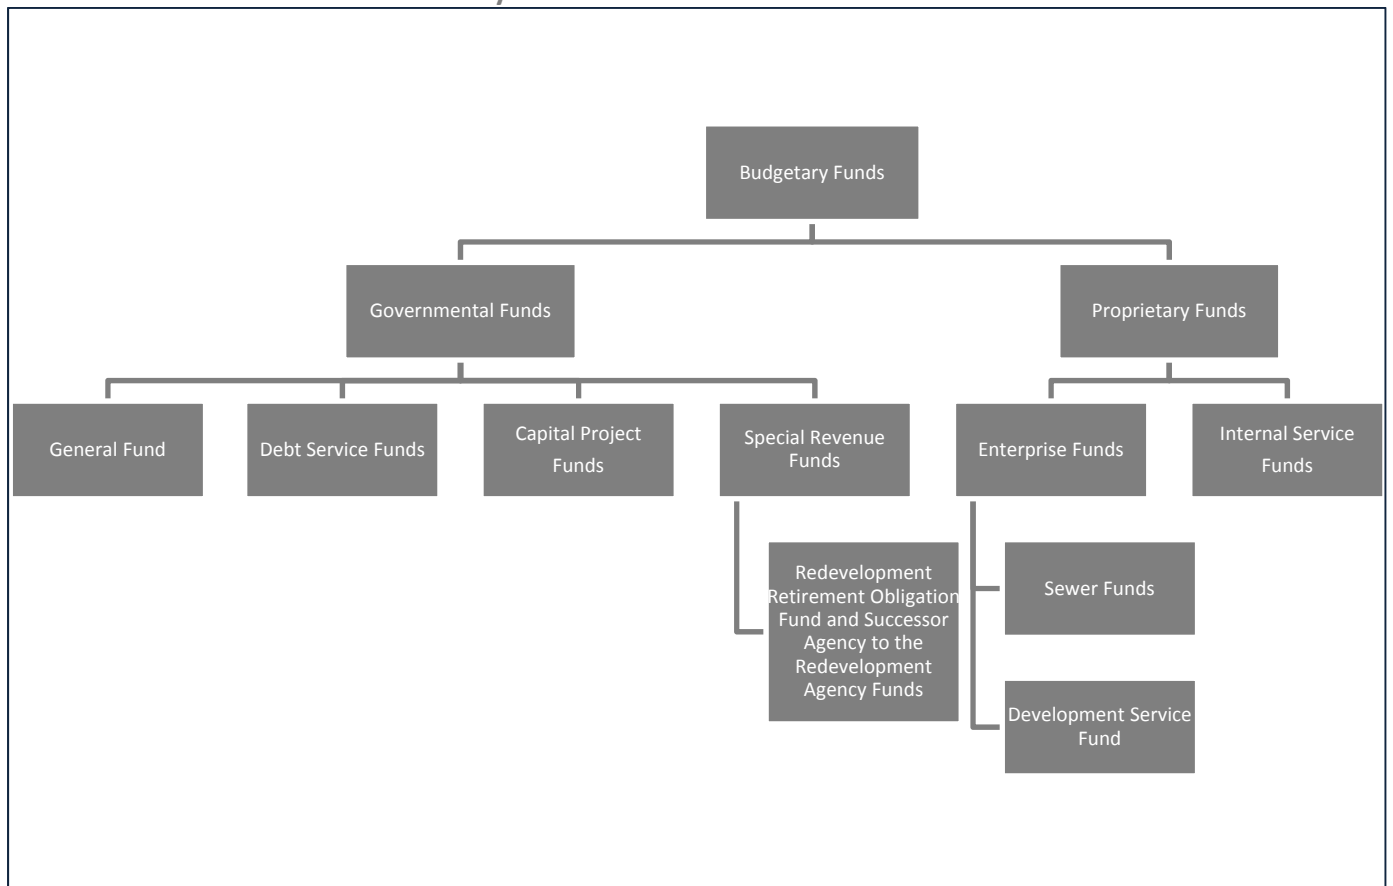 Budgetary Funds
Governmental Funds
Proprietary Funds
General Fund
Debt Service Funds
Capital Project
Funds
Special Revenue
Funds
Enterprise Funds
Internal Service
Funds
Redevelopment
Retirement Obligation
Fund and Successor
Agency to the
Redevelopment
Agency Funds
Sewer Funds
Development Service
Fund